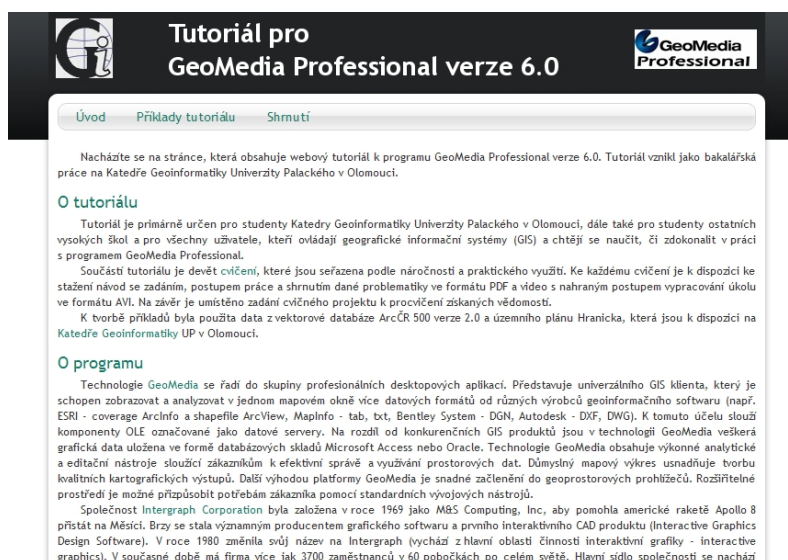 Tutoriál pro
GeoMedia Professional verze 6.0
GeoMedia
Professional
Úvod Příklady tutoriálu Shrnutí
Nacházíte se na stránce, která obsahuje webový tutoriál k programu GeoMedia Professional verze 6.0. Tutoriál vznikl jako bakalářská
práce na Katedře Geoinformatiky Univerzity Palackého v Olomouci.
O tutoriálu
Tutoriál je primárně určen pro studenty Katedry Geoinformatiky Univerzity Palackého v Olomouci, dále také pro studenty ostatních
vysokých škol a pro všechny uživatele, kteří ovládají geografické informační systémy (GIS) a chtějí se naučit, či zdokonalit v práci
s programem GeoMedia Professional.
Součástí tutoriálu je devět cvičení, které jsou seřazena podle náročnosti a praktického využití. Ke každému cvičení je k dispozici ke
stažení návod se zadáním, postupem práce a shrnutím dané problematiky ve formátu PDF a video s nahraným postupem vypracování úkolu
ve formátu AVI. Na závěr je umístěno zadání cvičného projektu k procvičení získaných vědomostí.
K tvorbě příkladů byla použita data z vektorové databáze ArcČR 500 verze 2.0 a územního plánu Hranicka, která jsou k dispozici na
Katedře Geoinformatiky UP v Olomouci.
O programu
Technologie GeoMedia se řadí do skupiny profesionálních desktopových aplikací. Představuje univerzálního GIS klienta, který je
schopen zobrazovat a analyzovat v jednom mapovém okně více datových formátů od různých výrobců geoinformačního softwaru (např.
ESRI - coverage ArcInfo a shapefile ArcView, MapInfo - tab, txt, Bentley System - DGN, Autodesk - DXF, DWG). K tomuto účelu slouží
komponenty OLE označované jako datové servery. Na rozdíl od konkurenčních GIS produktů jsou v technologii GeoMedia veškerá
grafická data uložena ve formě databázových skladů Microsoft Access nebo Oracle. Technologie GeoMedia obsahuje výkonné analytické
a editační nástroje sloužící zákazníkům k efektivní správě a využívání prostorových dat. Důmyslný mapový výkres usnadňuje tvorbu
kvalitních kartografických výstupů. Další výhodou platformy GeoMedia je snadné začlenění do geoprostorových prohlížečů. Rozšiřitelné
prostředí je možné přizpůsobit potřebám zákazníka pomocí standardních vývojových nástrojů.
Společnost Intergraph Corporation byla založena v roce 1969 jako M&S Computing, Inc, aby pomohla americké raketě Apollo 8
přistát na Měsíci. Brzy se stala významným producentem grafického softwaru a prvního interaktivního CAD produktu (Interactive Graphics
Design Software). V roce 1980 změnila svůj název na Intergraph (vychází z hlavní oblasti činnosti interaktivní grafiky - interactive
graphics). V současné době má firma více jak 3700 zaměstnanců v 60 pobočkách po celém světě. Hlavní sídlo společnosti se nachází